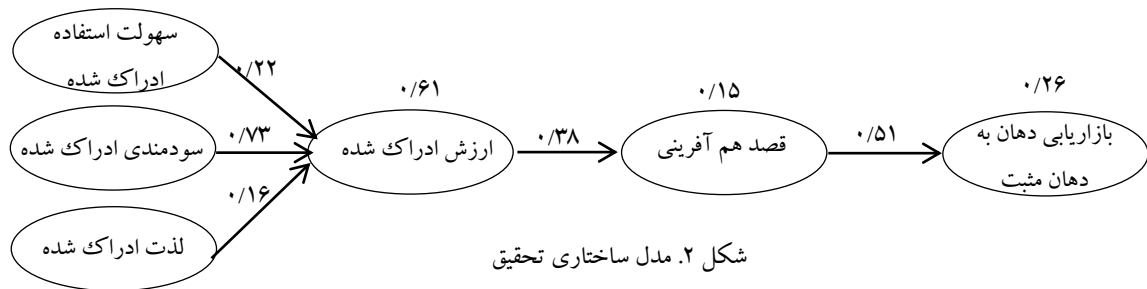 سهولت استفاده
ادراک شده
۰/۲۲
سودمندی ادراک شده
۰/۷۳
لذت ادراک شده
۰/۱۶
۰/۶۱
ارزش ادراک شده
۰/۳۸
۰/۱۵
قصد هم آفرینی
۰/۵۱
۰/۲۶
بازاریابی دهان به
دهان مثبت
شکل ۲. مدل ساختاری تحقیق